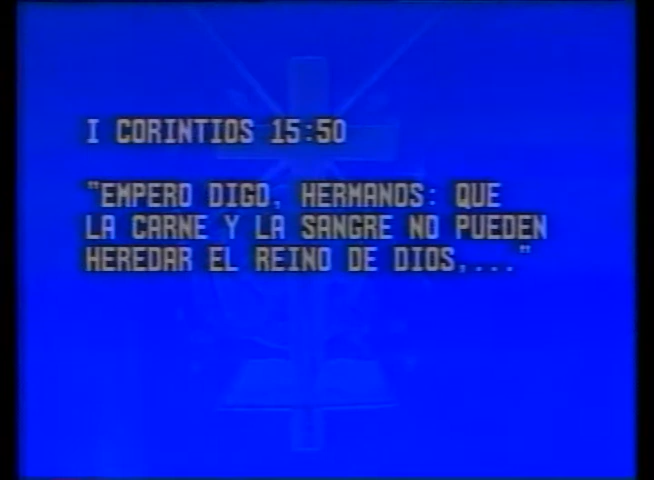 I CORINTIOS 15:50
"EMPERO DIGO, HERMANOS: QUE
LA CARNE Y LA SANGRE NO PUEDEN
HEREDAR EL REINO DE DIOS,..."